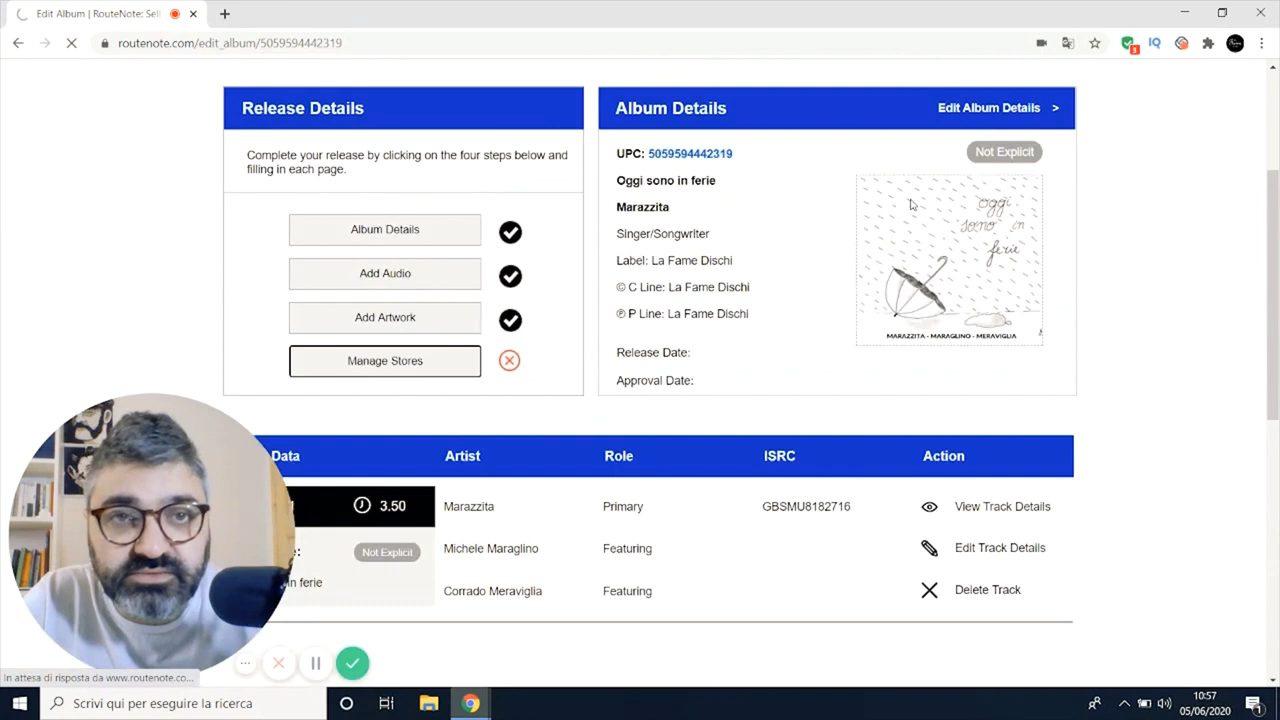 Edit Album | RouteNote: Sell
routenote.com/edit_album/5059594442319
3
IQ
Release Details
Complete your release by clicking on the four steps below and
filling in each page.
Album Details
Add Audio
Add Artwork
Manage Stores
Album Details
Edit Album Details >
UPC: 5059594442319
Not Explicit
Oggi sono in ferie
Marazzita
Singer/Songwriter
Label: La Fame Dischi
© C Line: La Fame Dischi
℗ P Line: La Fame Dischi
Release Date:
Approval Date:
oggi
sono in
ferie
MARAZZITA - MARAGLINO - MERAVIGLIA
Data Artist Role ISRC Action
3.50 Marazzita Primary GBSMU8182716 View Track Details
Not Explicit Michele Maraglino Featuring Edit Track Details
in ferie Corrado Meraviglia Featuring Delete Track
In attesa di risposta da www.routenote.co...
Scrivi qui per eseguire la ricerca
10:57
05/06/2020
1